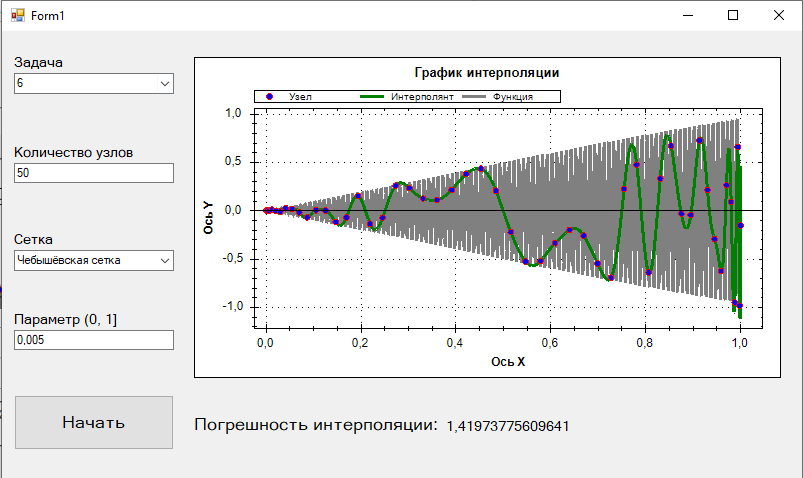 Form1
Задача
6
Количество узлов
50
Сетка
Чебышёвская сетка
Параметр (0, 1]
0,005
Начать
График интерполяции
Узел Интерполянт Функция
Ось Y
1,0
0,5
0,0
-0,5
-1,0
0,0 0,2 0,4 0,6 0,8 1,0
Ось X
Погрешность интерполяции: 1,41973775609641